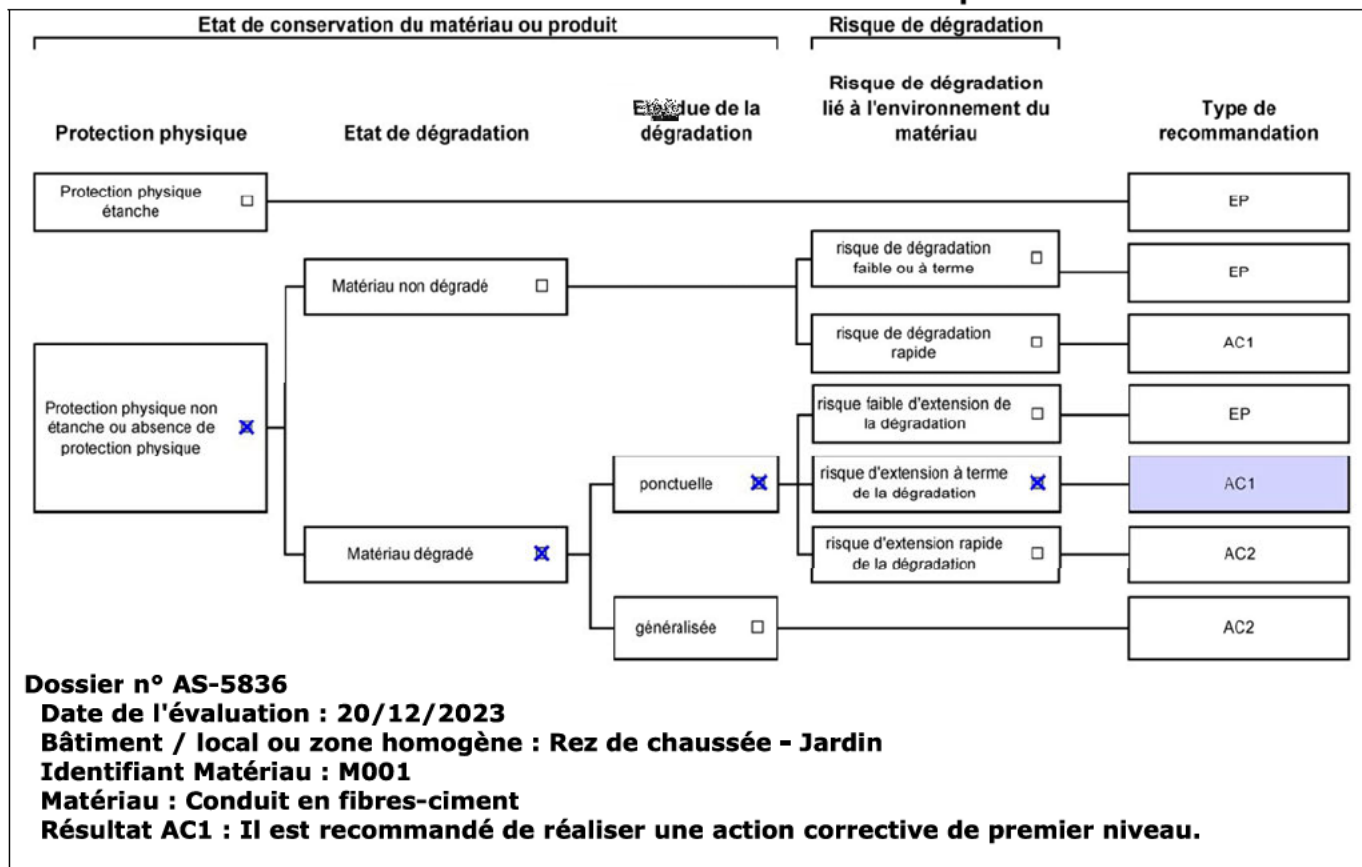 Etat de conservation du matériau ou produit
Risque de dégradation
Protection physique
Etat de dégradation
Etendue de la
dégradation
Risque de dégradation
lié à l'environnement du
matériau
Type de
recommandation
Protection physique
étanche
EP
Matériau non dégradé
risque de dégradation
faible ou à terme
EP
risque de dégradation
rapide
AC1
Protection physique non
étanche ou absence de
protection physique
risque faible d'extension de
la dégradation
EP
ponctuelle
risque d'extension à terme
de la dégradation
AC1
Matériau dégradé
risque d'extension rapide
de la dégradation
AC2
généralisée
AC2
Dossier n° AS-5836
Date de l'évaluation : 20/12/2023
Bâtiment / local ou zone homogène : Rez de chaussée - Jardin
Identifiant Matériau : M001
Matériau : Conduit en fibres-ciment
Résultat AC1 : Il est recommandé de réaliser une action corrective de premier niveau.